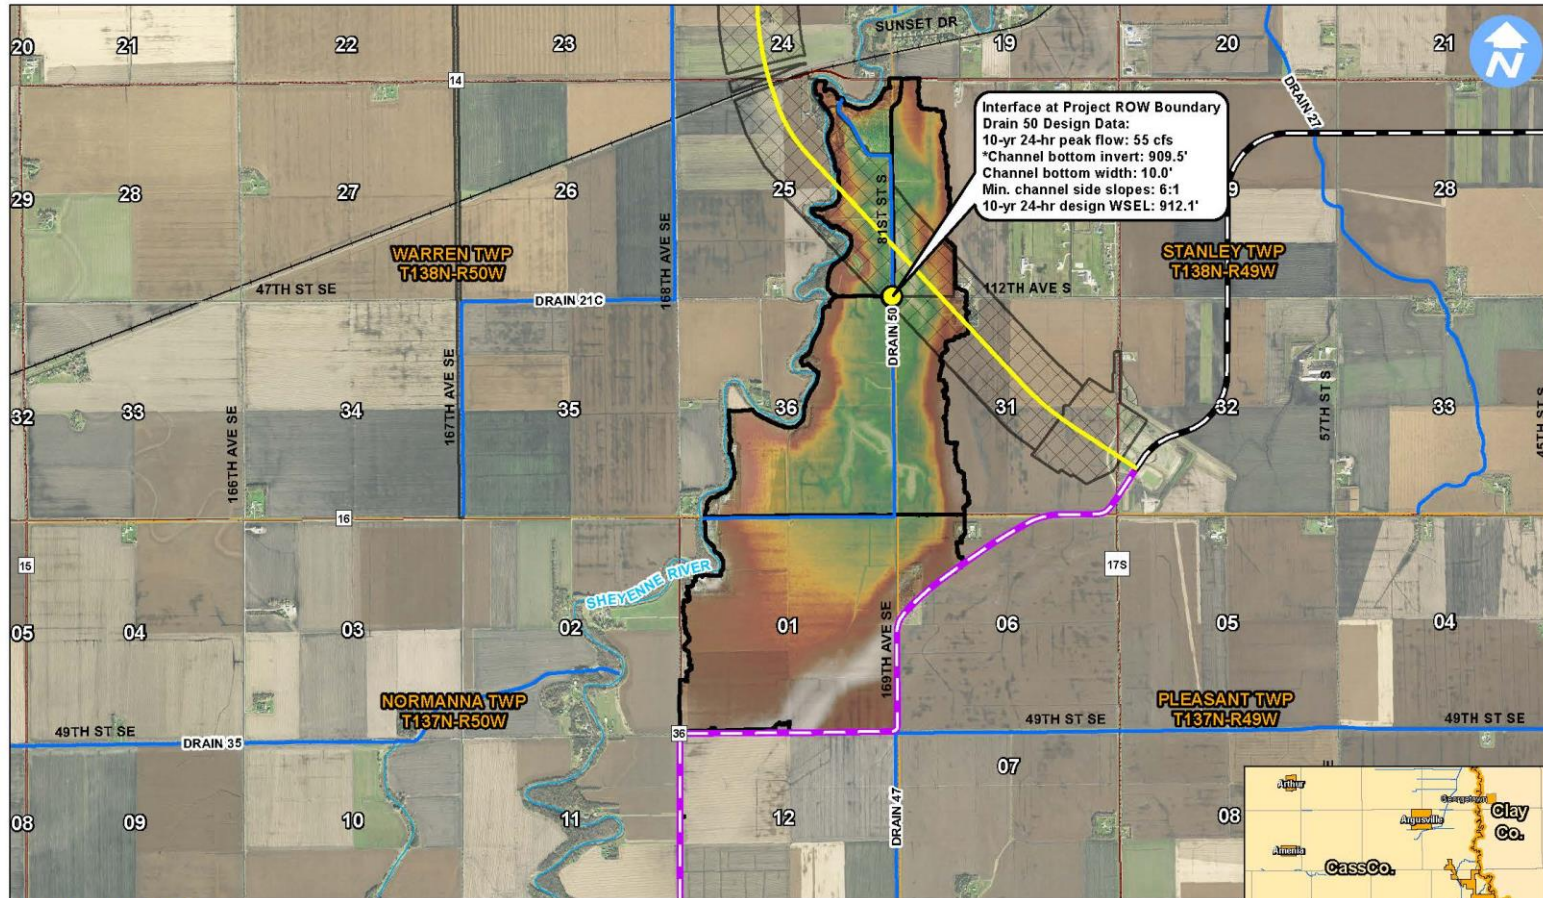 SUNSET DR
20
21
22
23
24
19
20
21
N
14
DRAIN 27
Interface at Project ROW Boundary
Drain 50 Design Data:
10-yr 24-hr peak flow: 55 cfs
*Channel bottom invert: 909.5'
Channel bottom width: 10.0'
Min. channel side slopes: 6:1
10-yr 24-hr design WSEL: 912.1'
29
28
27
26
25
28
81ST ST S
168TH AVE SE
WARREN TWP
T138N-R50W
STANLEY TWP
T138N-R49W
47TH ST SE
DRAIN 21C
112TH AVE S
DRAIN 50
167TH AVE SE
166TH AVE SE
32
33
34
35
36
31
32
33
57TH ST S
16
15
17S
SHEYENNE RIVER
05
04
03
02
01
06
05
04
169TH AVE SE
NORMANNA TWP
T137N-R50W
PLEASANT TWP
T137N-R49W
49TH ST SE
DRAIN 35
36
49TH ST SE
49TH ST SE
07
08
09
10
11
12
08
DRAIN 47
Arthur
Georgetown
Argusville
Clay
Co.
Amenia
CassCo.